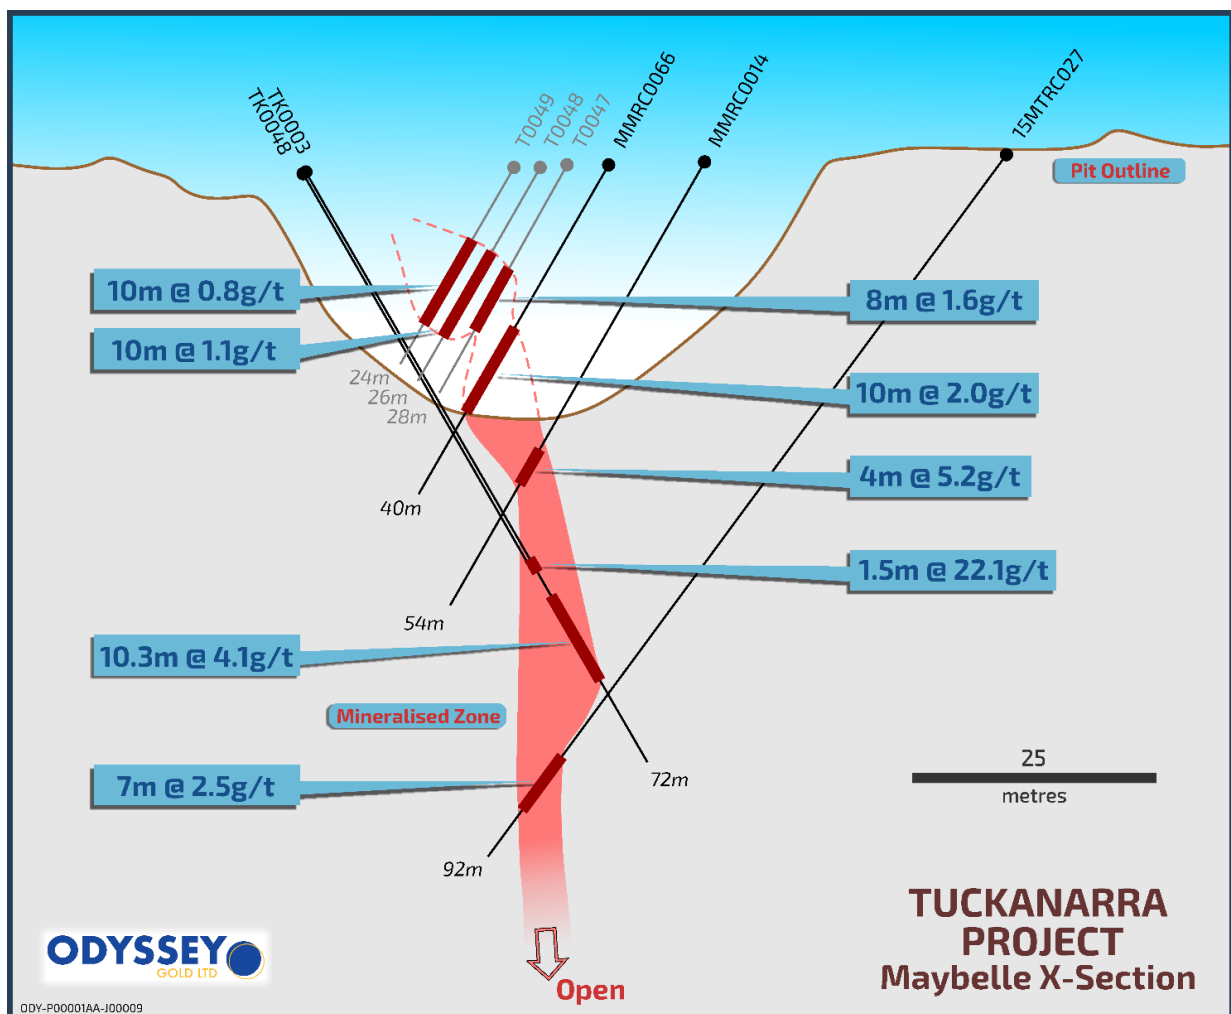 TK0003
TK0048
T0049
T0048
T0047
MMRC0066
MMRC0014
15MTRC027
Pit Outline
10m @ 0.8g/t
8m @ 1.6g/t
10m @ 1.1g/t
24m
26m
28m
10m @ 2.0g/t
4m @ 5.2g/t
40m
1.5m @ 22.1g/t
54m
10.3m @ 4.1g/t
Mineralised Zone
7m @ 2.5g/t
72m
25
metres
92m
TUCKANARRA
PROJECT
Maybelle X-Section
ODYSSEY
GOLD LTD
Open
ODY-P00001AA-J00009